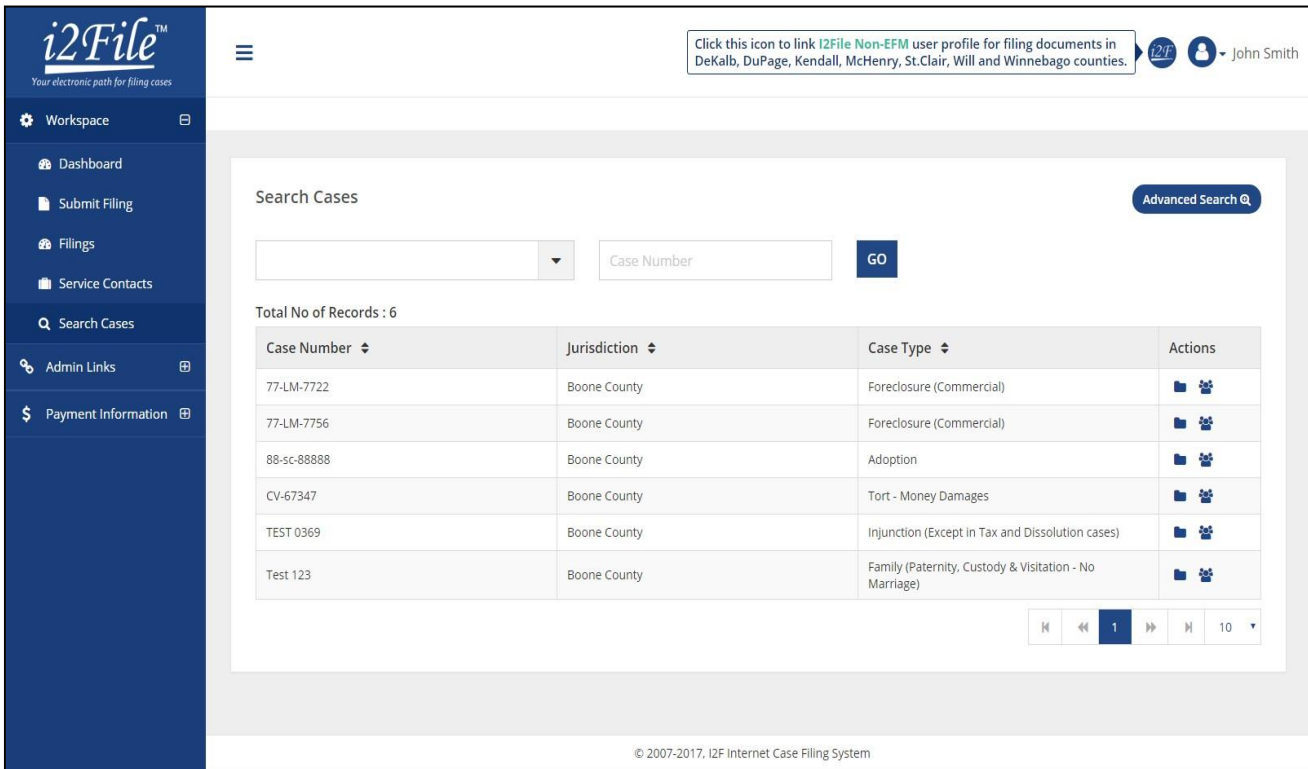 i2File™
Your electronic path for filing cases
Click this icon to link I2File Non-EFM user profile for filing documents in
DeKalb, DuPage, Kendall, McHenry, St.Clair, Will and Winnebago counties.
i2F
John Smith
Workspace
Dashboard
Submit Filing
Filings
Service Contacts
Search Cases
Admin Links
$ Payment Information
Search Cases
Advanced Search
Case Number
GO
Total No of Records : 6
Case Number Jurisdiction Case Type Actions
77-LM-7722 Boone County Foreclosure (Commercial)
77-LM-7756 Boone County Foreclosure (Commercial)
88-sc-88888 Boone County Adoption
CV-67347 Boone County Tort - Money Damages
TEST 0369 Boone County Injunction (Except in Tax and Dissolution cases)
Test 123 Boone County Family (Paternity, Custody & Visitation - No
Marriage)
1 10
© 2007-2017, I2F Internet Case Filing System